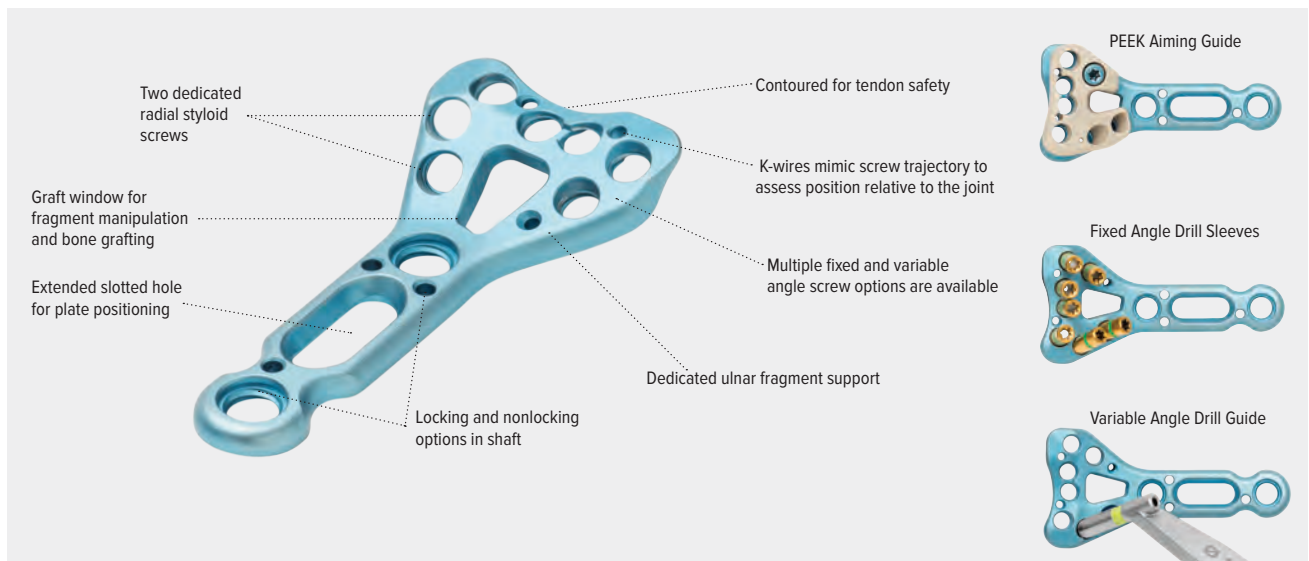 Two dedicated
radial styloid
screws
Graft window for
fragment manipulation
and bone grafting
Extended slotted hole
for plate positioning
Contoured for tendon safety
K-wires mimic screw trajectory to
assess position relative to the joint
Multiple fixed and variable
angle screw options are available
Dedicated ulnar fragment support
Locking and nonlocking
options in shaft
PEEK Aiming Guide
Fixed Angle Drill Sleeves
Variable Angle Drill Guide